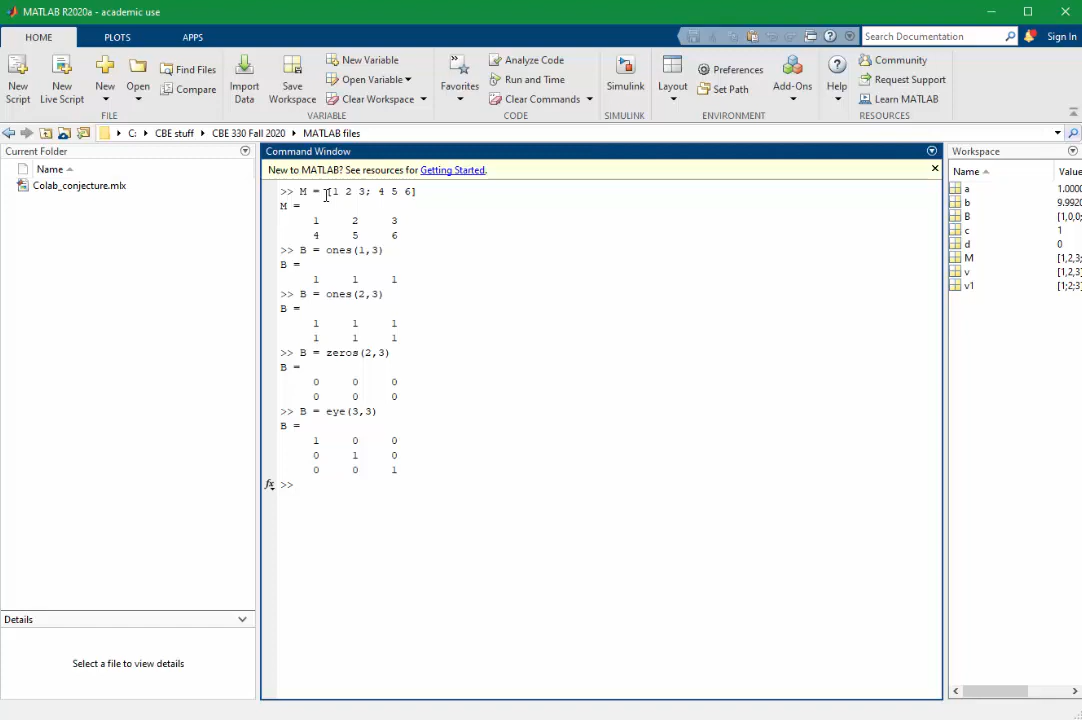 MATLAB R2020a - academic use
HOME PLOTS APPS
Search Documentation Sign In
New Script
New Live Script
New
Open
Find Files
Compare
FILE
Import Data
Save Workspace
New Variable
Open Variable
Clear Workspace
VARIABLE
Favorites
Analyze Code
Run and Time
Clear Commands
CODE
Simulink
SIMULINK
Layout
Preferences
Set Path
Add-Ons
ENVIRONMENT
Help
Community
Request Support
Learn MATLAB
RESOURCES
C: CBE stuff CBE 330 Fall 2020 MATLAB files
Current Folder
Name
Colab_conjecture.mlx
Details
Select a file to view details
Command Window
New to MATLAB? See resources for Getting Started.
>> M = [1 2 3; 4 5 6]
M =
1 2 3
4 5 6
>> B = ones(1,3)
B =
1 1 1
>> B = ones(2,3)
B =
1 1 1
1 1 1
>> B = zeros(2,3)
B =
0 0 0
0 0 0
>> B = eye(3,3)
B =
1 0 0
0 1 0
0 0 1
fx >>
Workspace
Name Value
a 1.0000
b 9.9920
B [1,0,0;
c 1
d 0
M [1,2,3;
v [1,2,3]
v1 [1;2;3]